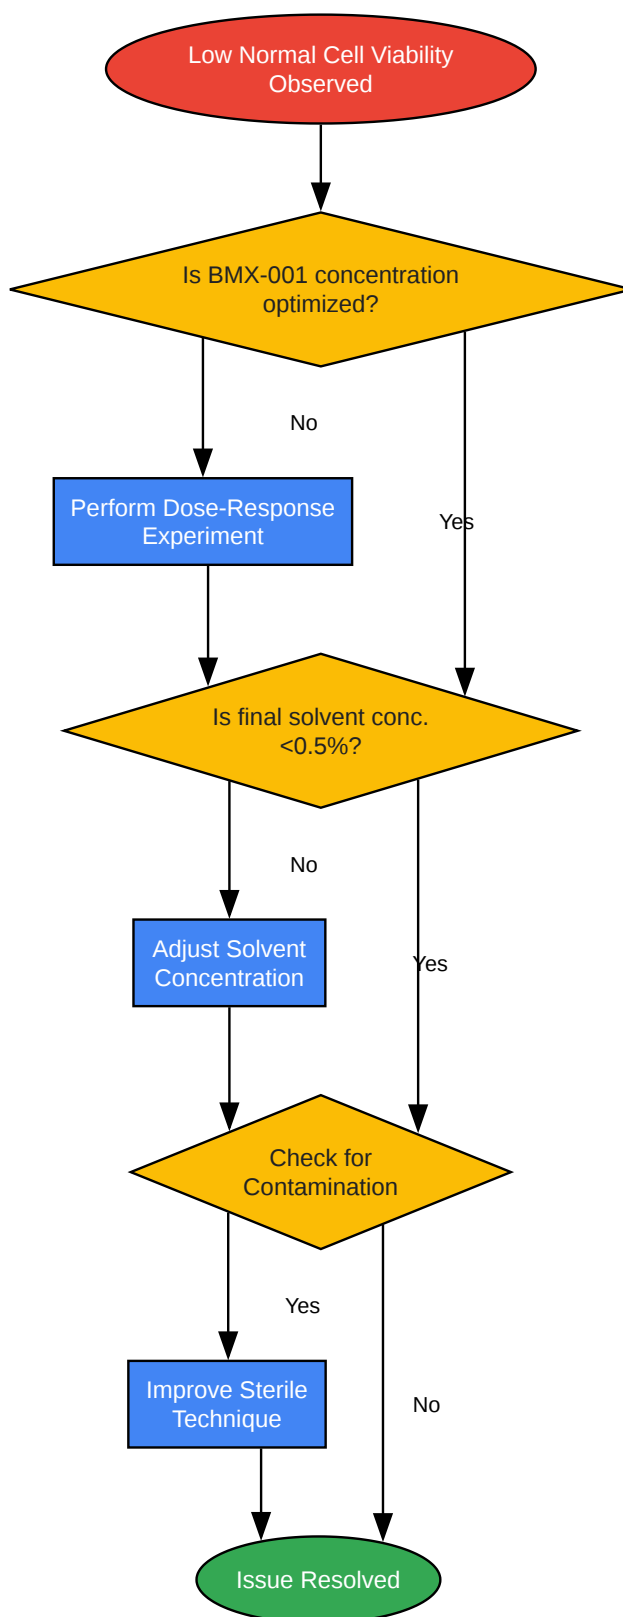 Low Normal Cell Viability
Observed
Is BMX-001 concentration
optimized?
No
Perform Dose-Response
Experiment
Yes
Is final solvent conc.
<0.5%?
No
Adjust Solvent
Concentration
Yes
Check for
Contamination
Yes
Improve Sterile
Technique
No
Issue Resolved